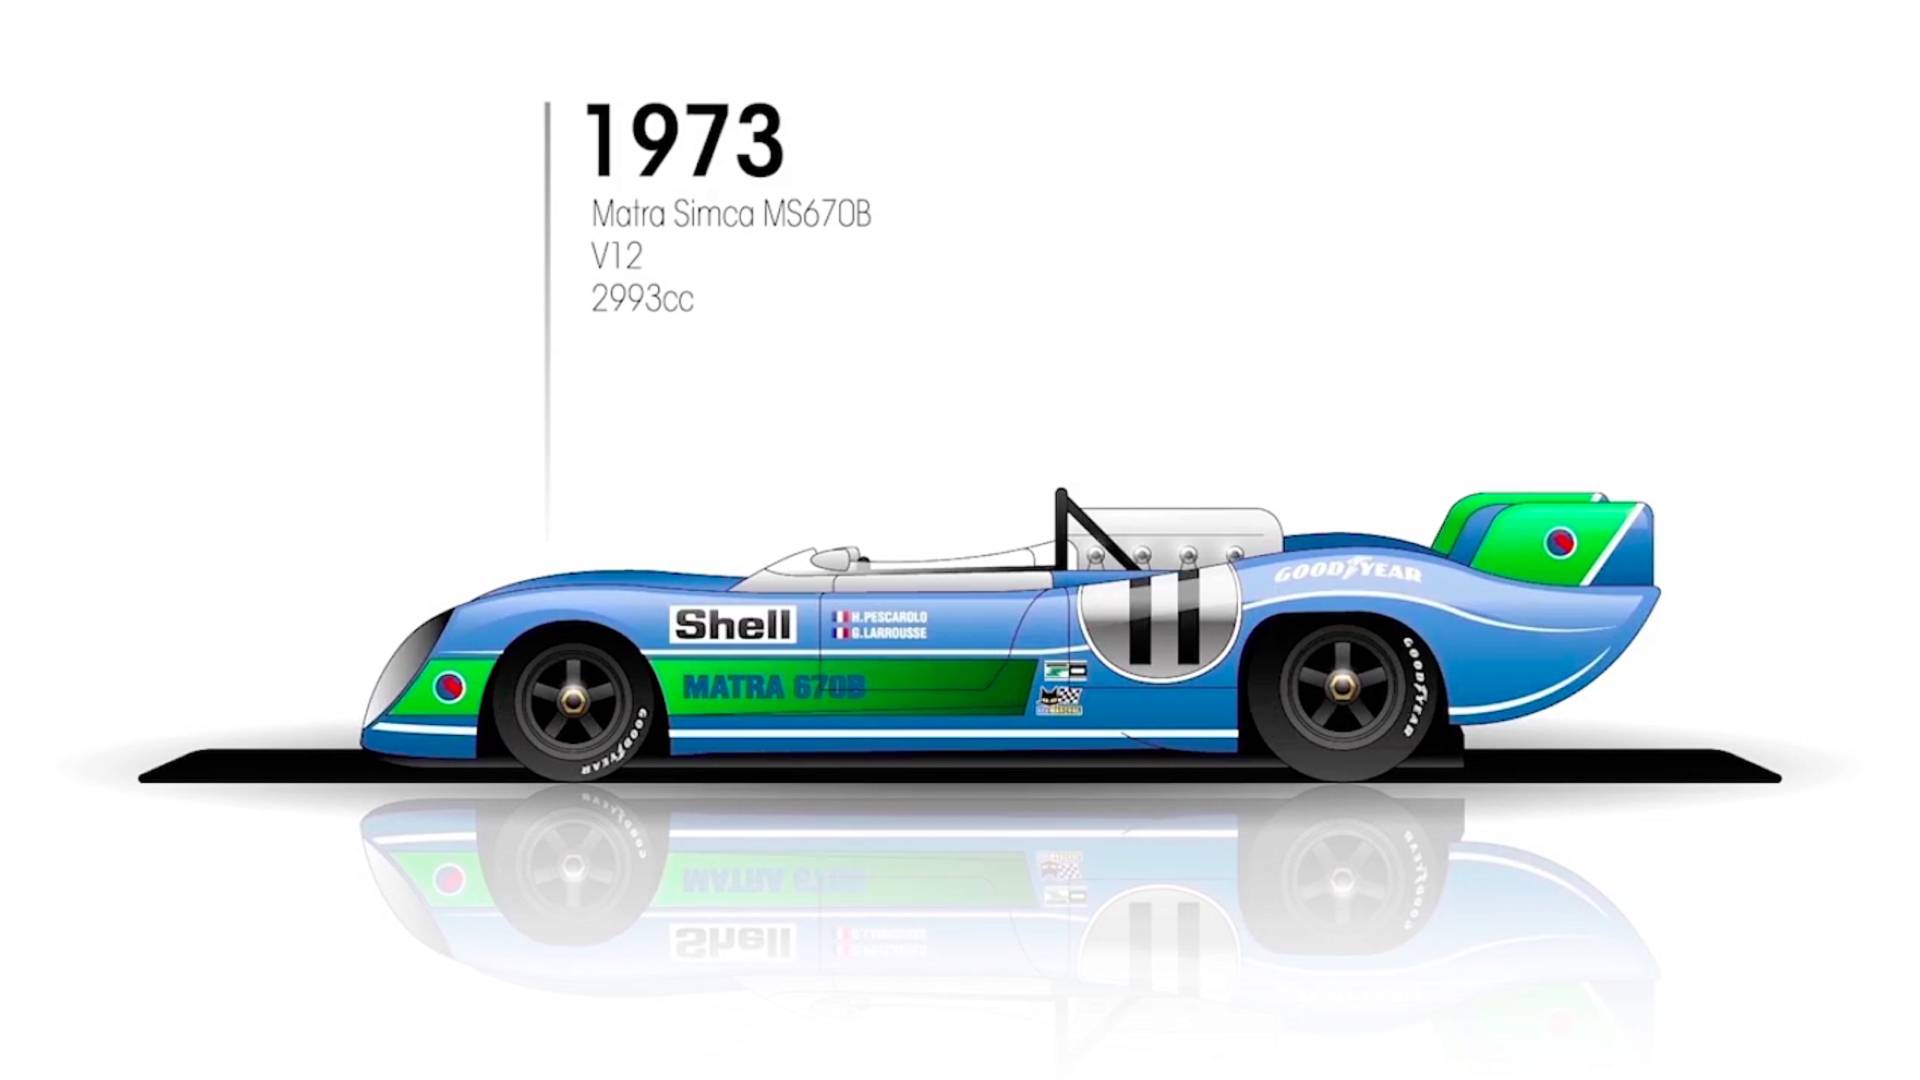 1973
Matra Simca MS670B
V12
2993cc
GOODYEAR
Shell
H.PESCAROLO
G.LARROUSSE
11
MATRA 670B
GOODYEAR
GOODYEAR